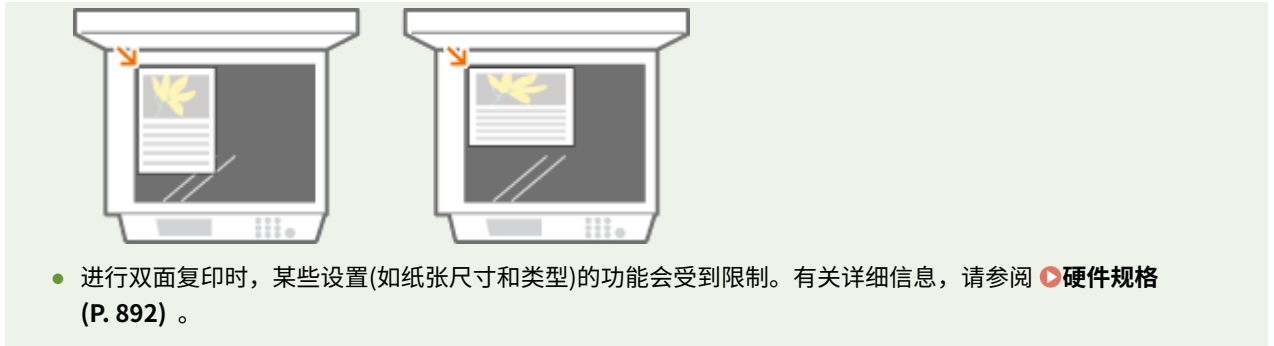 进行双面复印时，某些设置(如纸张尺寸和类型)的功能会受到限制。有关详细信息，请参阅 硬件规格
(P. 892) 。